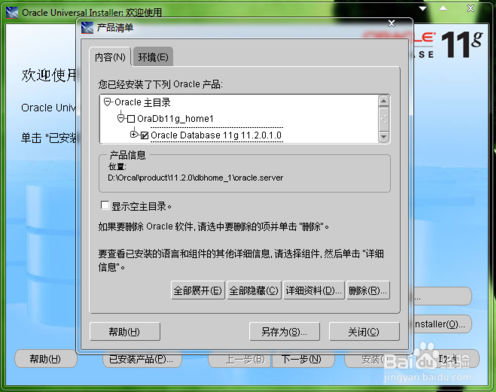 Oracle Universal Installer: 欢迎使用
产品清单
ORACLE
11g
欢迎使用
内容(N)
环境(E)
您已经安装了下列 Oracle 产品:
Oracle 主目录
OraDb11g_home1
Oracle Database 11g 11.2.0.1.0
产品信息
位置:
D:\Orcal\product\11.2.0\dbhome_1\oracle.server
显示空主目录。
如果要删除 Oracle 软件, 请选中要删除的项并单击 "删除"。
要查看已安装的语言和组件的其他详细信息, 请选择组件, 然后单击 "详细
信息"。
全部展开(E)
全部隐藏(C)
详细资料(D)...
删除(R)...
帮助(H)
另存为(S)...
关闭(C)
Oracle Unive
单击 "已安装
nstaller(O)...
帮助(H)
已安装产品(P)...
上一步(B)
下一步(N)
安装(I)
Baidu 经验
jingyan.baidu.com